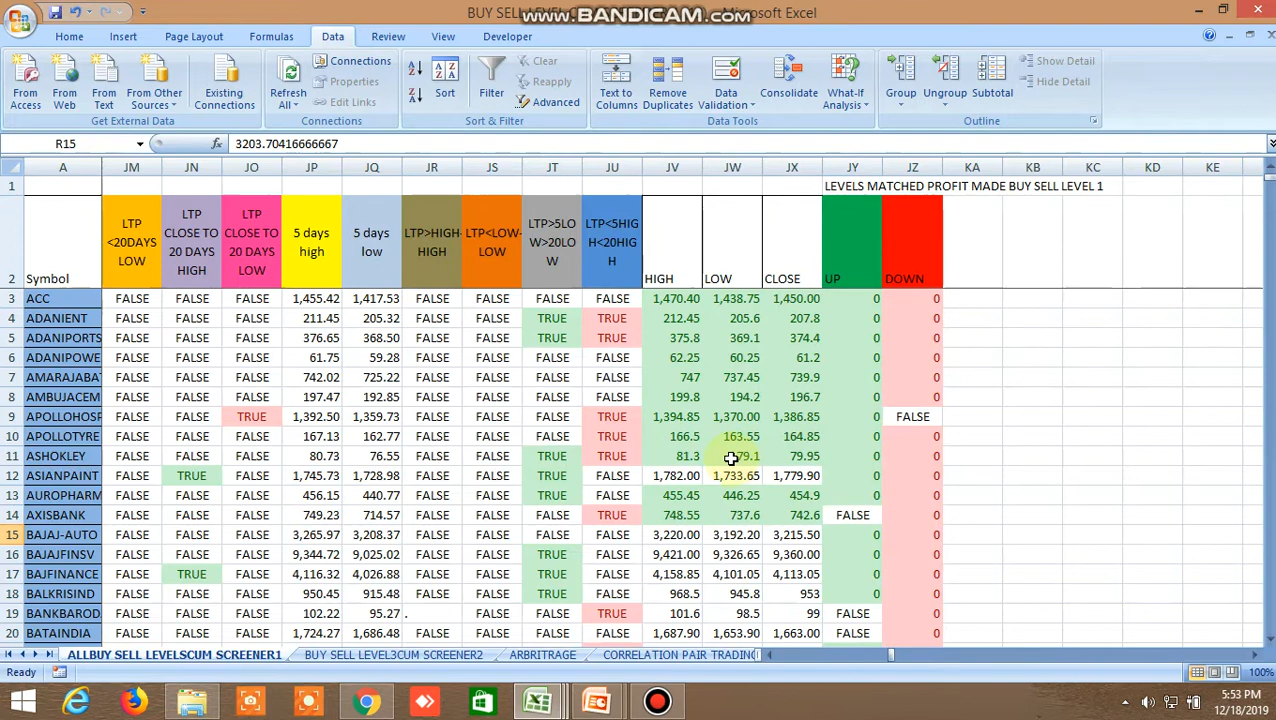 BUY SELL LEVEL
www.BANDICAM.com
Microsoft Excel
Home Insert Page Layout Formulas Data Review View Developer
From Access
From Web
From Text
From Other Sources
Existing Connections
Get External Data
Refresh All
Connections
Properties
Edit Links
Connections
Sort
Filter
Clear
Reapply
Advanced
Sort & Filter
Text to Columns
Remove Duplicates
Data Validation
Consolidate
What-If Analysis
Data Tools
Group
Ungroup
Subtotal
Show Detail
Hide Detail
Outline
R15 fx 3203.70416666667
A JM JN JO JP JQ JR JS JT JU JV JW JX JY JZ KA KB KC KD KE
1 LEVELS MATCHED PROFIT MADE BUY SELL LEVEL 1
2 Symbol LTP <20DAYS LOW LTP CLOSE TO 20 DAYS HIGH LTP CLOSE TO 20 DAYS LOW 5 days high 5 days low LTP>HIGH-HIGH LTP<LOW-LOW LTP>5LOW>20LOW LTP<5HIGH<20HIGH HIGH LOW CLOSE UP DOWN
3 ACC FALSE FALSE FALSE 1,455.42 1,417.53 FALSE FALSE FALSE FALSE 1,470.40 1,438.75 1,450.00 0 0
4 ADANIENT FALSE FALSE FALSE 211.45 205.32 FALSE FALSE TRUE TRUE 212.45 205.6 207.8 0 0
5 ADANIPORTS FALSE FALSE FALSE 376.65 368.50 FALSE FALSE TRUE TRUE 375.8 369.1 374.4 0 0
6 ADANIPOWE FALSE FALSE FALSE 61.75 59.28 FALSE FALSE FALSE FALSE 62.25 60.25 61.2 0 0
7 AMARAJABA FALSE FALSE FALSE 742.02 725.22 FALSE FALSE FALSE FALSE 747 737.45 739.9 0 0
8 AMBUJACEM FALSE FALSE FALSE 197.47 192.85 FALSE FALSE FALSE FALSE 199.8 194.2 196.7 0 0
9 APOLLOHOSP FALSE FALSE TRUE 1,392.50 1,359.73 FALSE FALSE FALSE TRUE 1,394.85 1,370.00 1,386.85 0 FALSE
10 APOLLOTYRE FALSE FALSE FALSE 167.13 162.77 FALSE FALSE FALSE TRUE 166.5 163.55 164.85 0 0
11 ASHOKLEY FALSE FALSE FALSE 80.73 76.55 FALSE FALSE TRUE TRUE 81.3 79.1 79.95 0 0
12 ASIANPAINT FALSE TRUE FALSE 1,745.73 1,728.98 FALSE FALSE TRUE FALSE 1,782.00 1,733.65 1,779.90 0 0
13 AUROPHARM FALSE FALSE FALSE 456.15 440.77 FALSE FALSE TRUE FALSE 455.45 446.25 454.9 0 0
14 AXISBANK FALSE FALSE FALSE 749.23 714.57 FALSE FALSE FALSE TRUE 748.55 737.6 742.6 FALSE 0
15 BAJAJ-AUTO FALSE FALSE FALSE 3,265.97 3,208.37 FALSE FALSE FALSE FALSE 3,220.00 3,192.20 3,215.50 0 0
16 BAJAJFINSV FALSE FALSE FALSE 9,344.72 9,025.02 FALSE FALSE TRUE FALSE 9,421.00 9,326.65 9,360.00 0 0
17 BAJFINANCE FALSE TRUE FALSE 4,116.32 4,026.88 FALSE FALSE TRUE FALSE 4,158.85 4,101.05 4,113.05 0 0
18 BALKRISIND FALSE FALSE FALSE 950.45 915.48 FALSE FALSE TRUE FALSE 968.5 945.8 953 0 0
19 BANKBAROD FALSE FALSE FALSE 102.22 95.27 . FALSE FALSE TRUE 101.6 98.5 99 FALSE 0
20 BATAINDIA FALSE FALSE FALSE 1,724.27 1,686.48 FALSE FALSE FALSE FALSE 1,687.90 1,653.90 1,663.00 FALSE 0
ALLBUY SELL LEVELSCUM SCREENER1 BUY SELL LEVEL3CUM SCREENER2 ARBITRAGE CORRELATION PAIR TRADING
Ready 100%
5:53 PM
12/18/2019